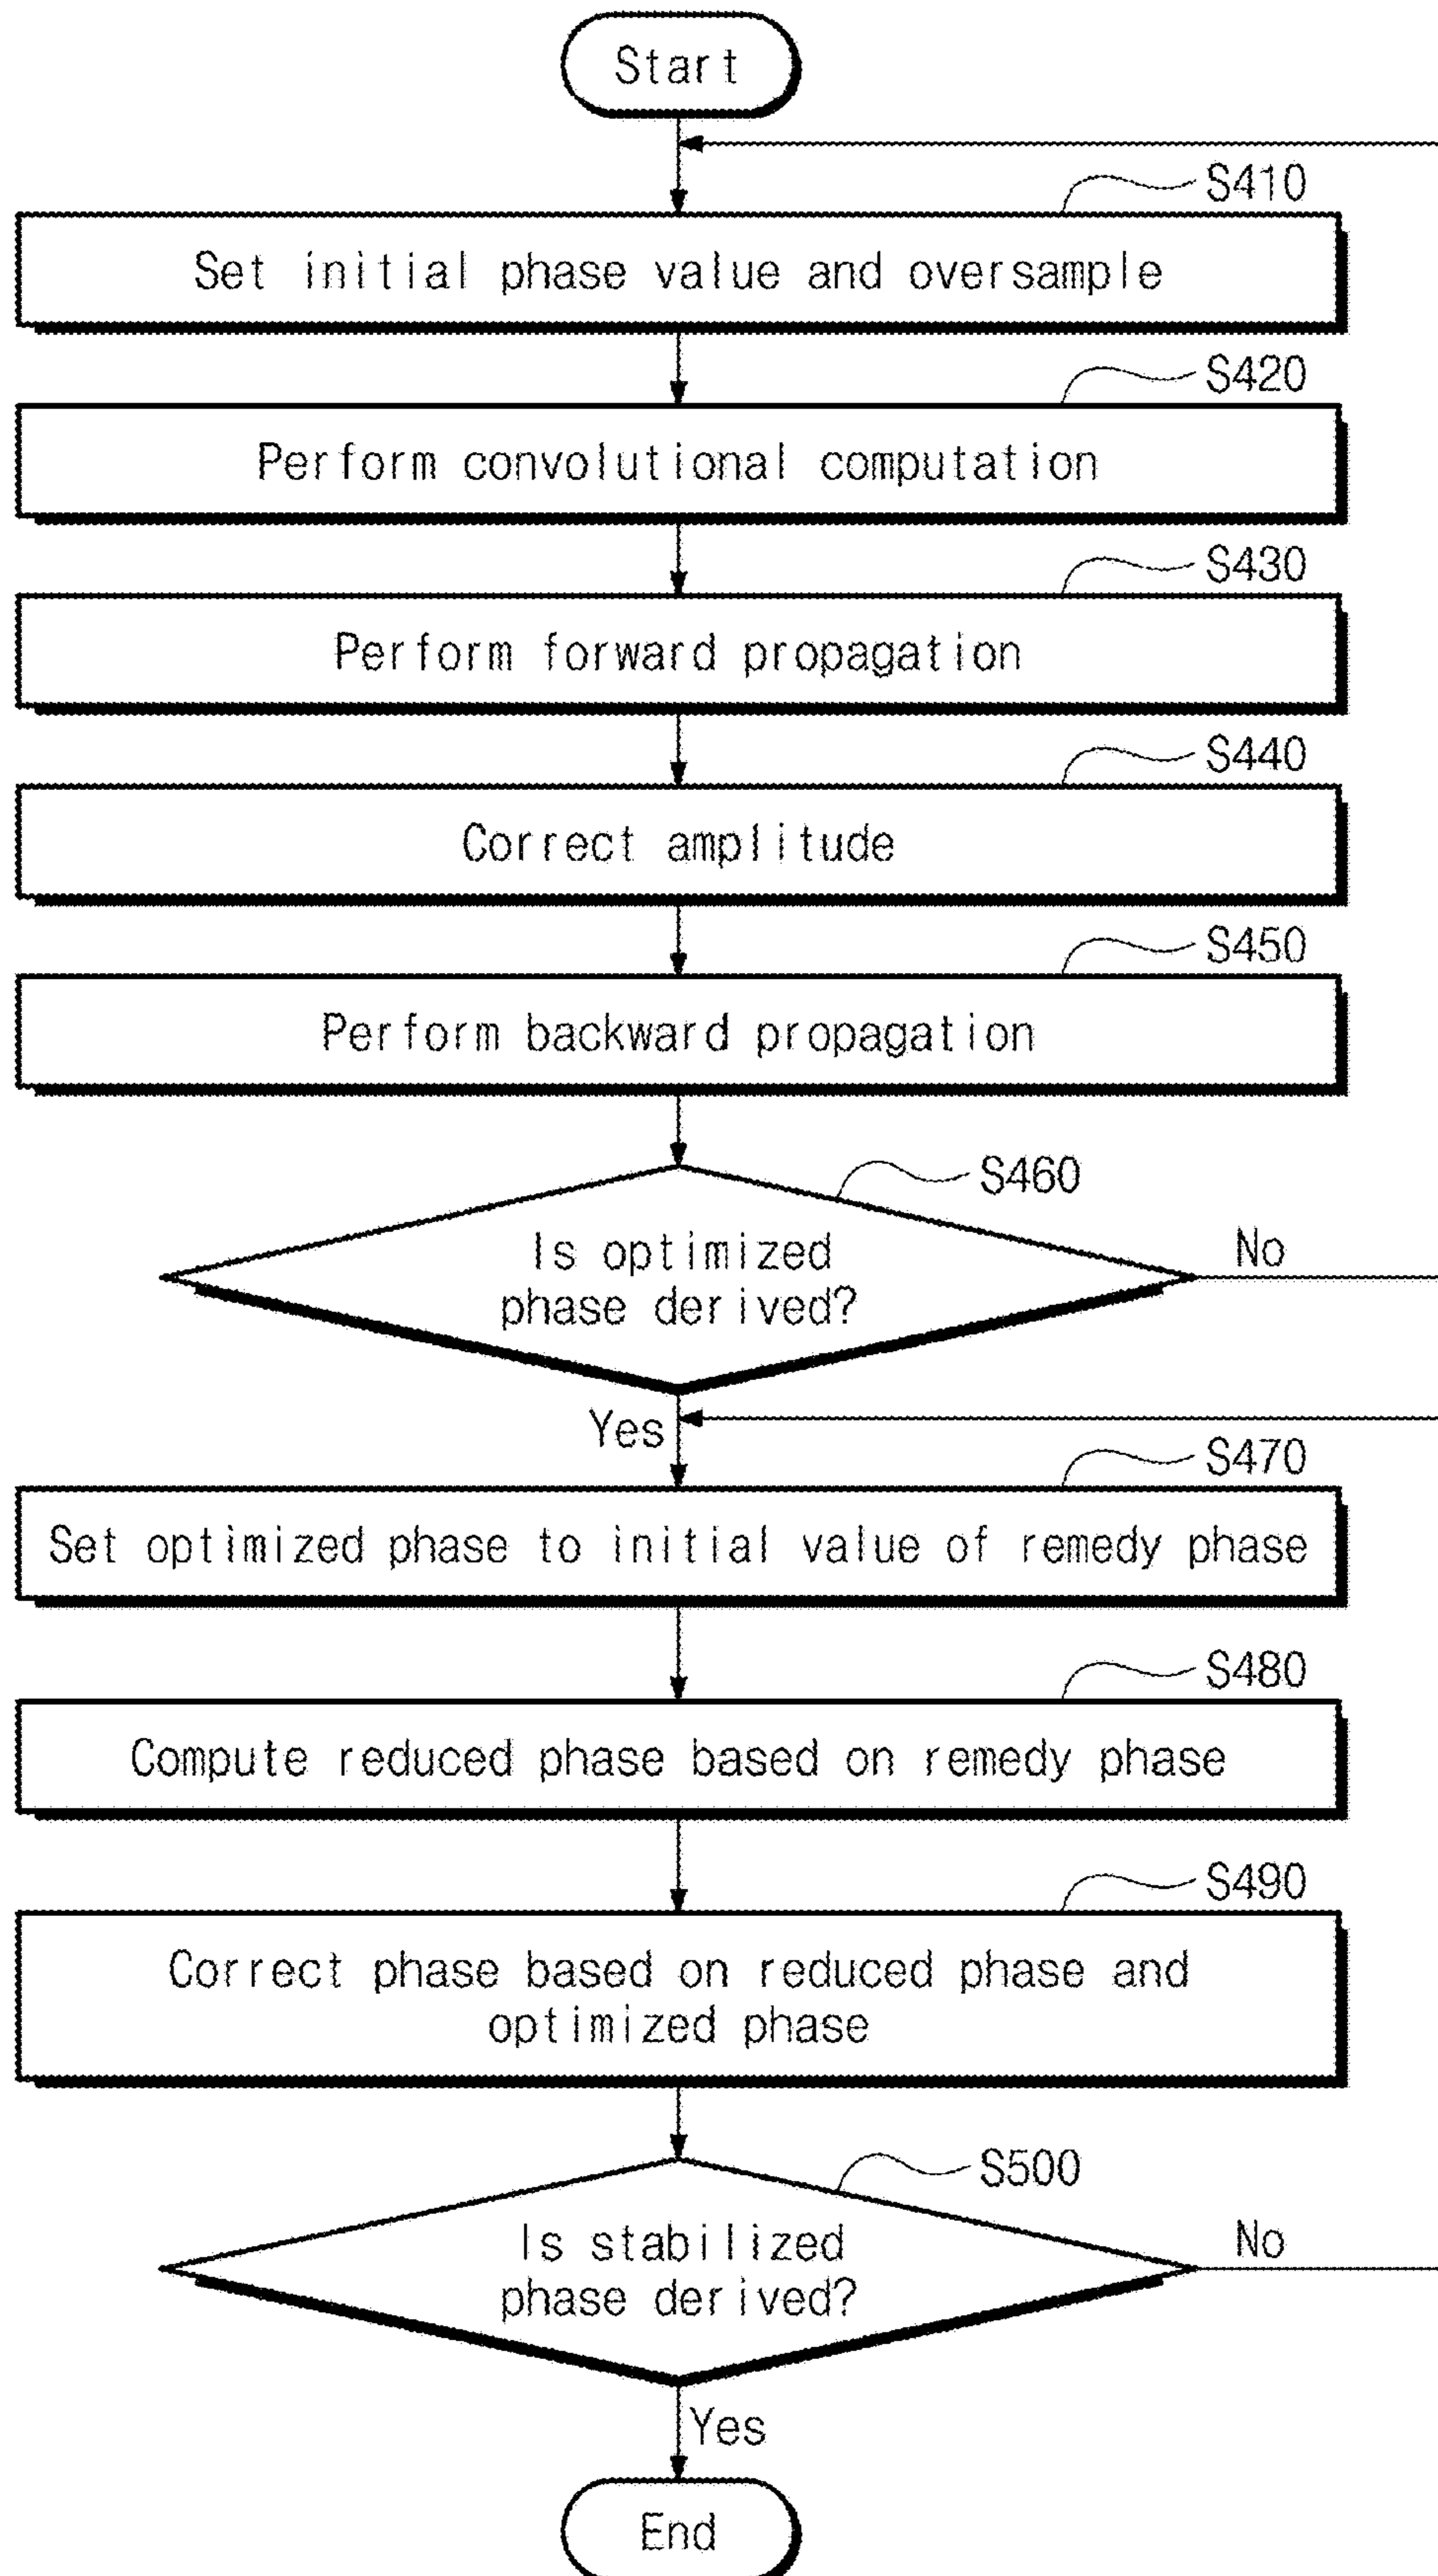 Start
S410
Set initial phase value and oversample
S420
Perform convolutional computation
S430
Perform forward propagation
S440
Correct amplitude
S450
Perform backward propagation
S460
Is optimized
phase derived?
No
Yes
S470
Set optimized phase to initial value of remedy phase
S480
Compute reduced phase based on remedy phase
S490
Correct phase based on reduced phase and
optimized phase
S500
Is stabilized
phase derived?
No
Yes
End